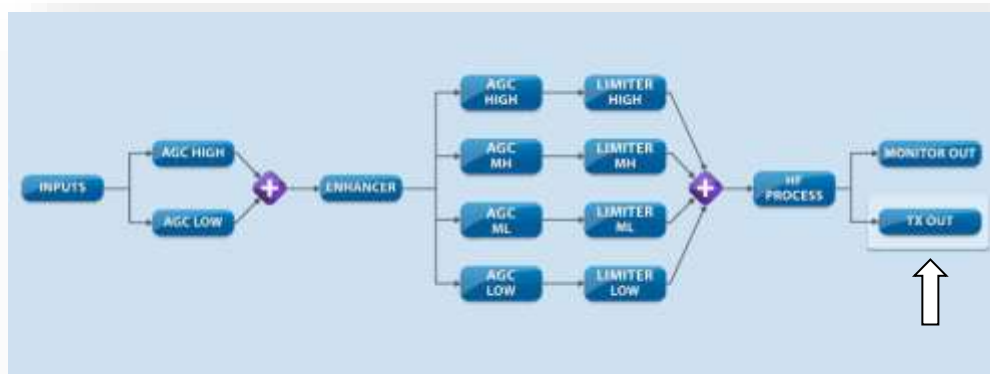 AGC
HIGH
LIMITER
HIGH
AGC HIGH
AGC
MH
LIMITER
MH
MONITOR OUT
INPUTS
ENHANCER
HF
PROCESS
AGC LOW
AGC
ML
LIMITER
ML
TX OUT
AGC
LOW
LIMITER
LOW